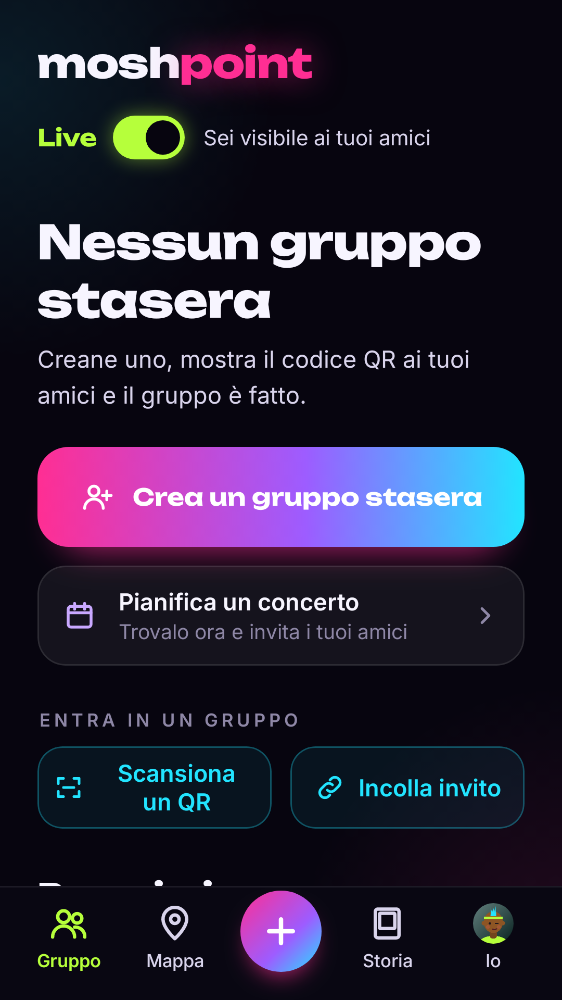 moshpoint
Live
Sei visibile ai tuoi amici
Nessun gruppo
stasera
Creane uno, mostra il codice QR ai tuoi
amici e il gruppo è fatto.
Crea un gruppo stasera
Pianifica un concerto
Trovalo ora e invita i tuoi amici
ENTRA IN UN GRUPPO
Scansiona
un QR
Incolla invito
Gruppo
Mappa
Storia
Io